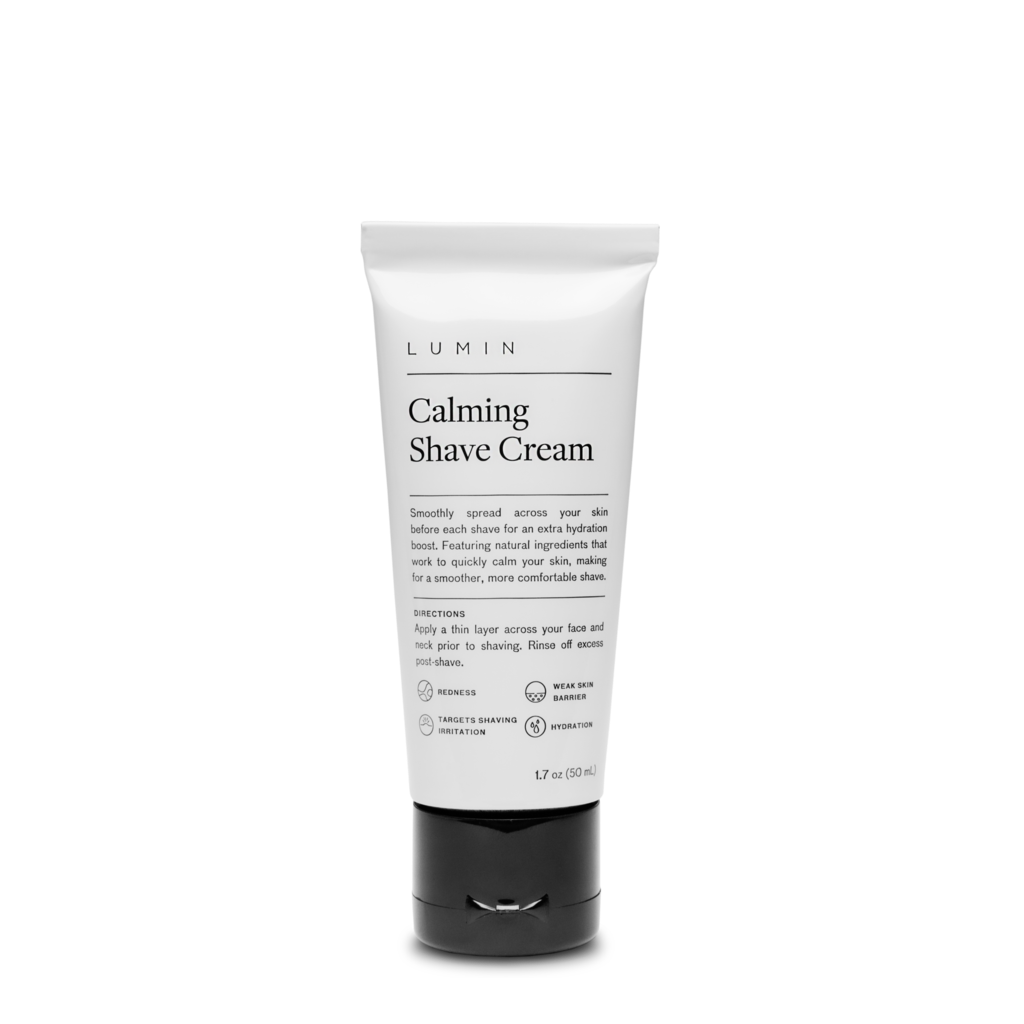 LUMIN
Calming
Shave Cream
Smoothly spread across your skin
before each shave for an extra hydration
boost. Featuring natural ingredients that
work to quickly calm your skin, making
for a smoother, more comfortable shave.
DIRECTIONS
Apply a thin layer across your face and
neck prior to shaving. Rinse off excess
post-shave.
REDNESS
WEAK SKIN
BARRIER
TARGETS SHAVING
IRRITATION
HYDRATION
1.7 oz (50 mL)